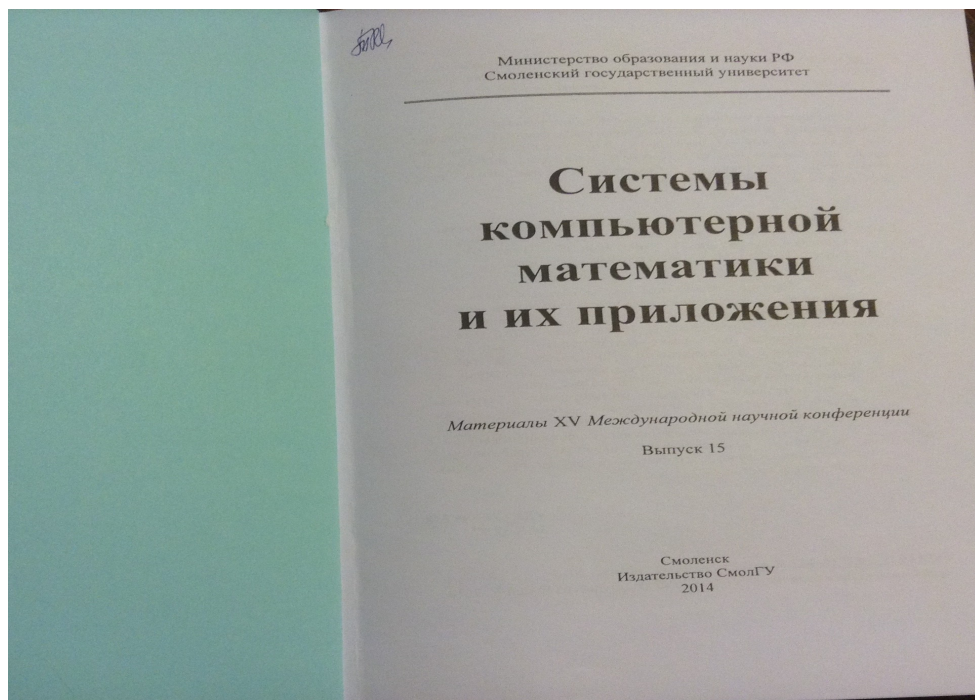 Министерство образования и науки РФ
Смоленский государственный университет
Системы
компьютерной
математики
и их приложения
Материалы XV Международной научной конференции
Выпуск 15
Смоленск
Издательство СмолГУ
2014